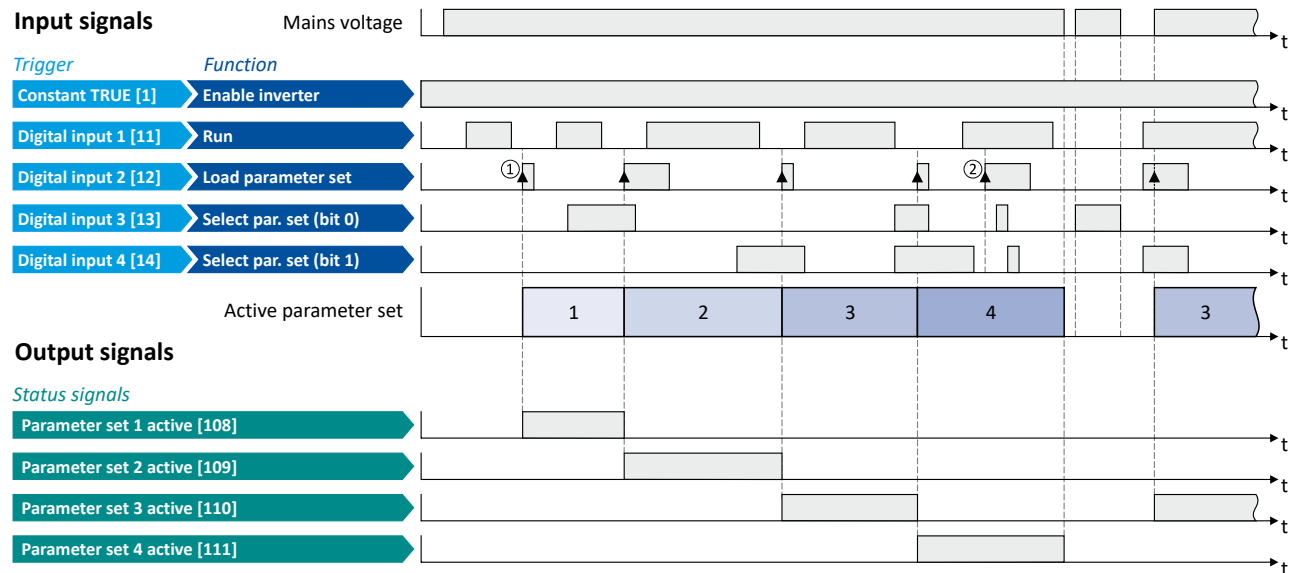 Input signals
Mains voltage
t
Trigger Function
Constant TRUE [1] Enable inverter
t
Digital input 1 [11] Run
t
Digital input 2 [12] Load parameter set
① ②
t
Digital input 3 [13] Select par. set (bit 0)
t
Digital input 4 [14] Select par. set (bit 1)
t
Active parameter set
1 2 3 4 3
t
Output signals
Status signals
Parameter set 1 active [108]
t
Parameter set 2 active [109]
t
Parameter set 3 active [110]
t
Parameter set 4 active [111]
t